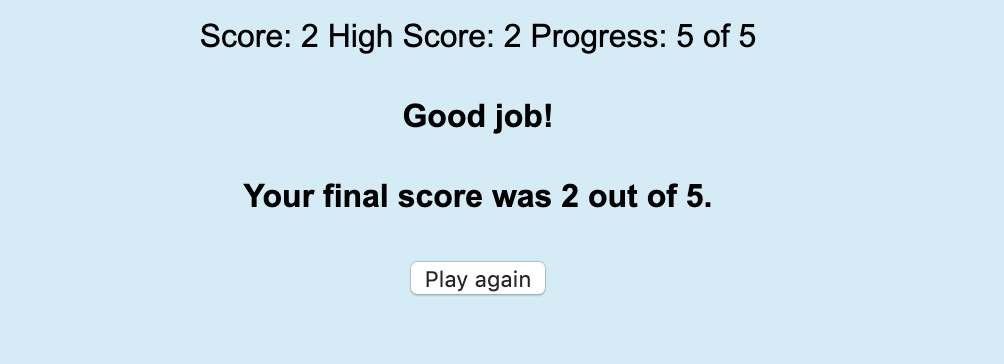 Score: 2 High Score: 2 Progress: 5 of 5
Good job!
Your final score was 2 out of 5.
Play again